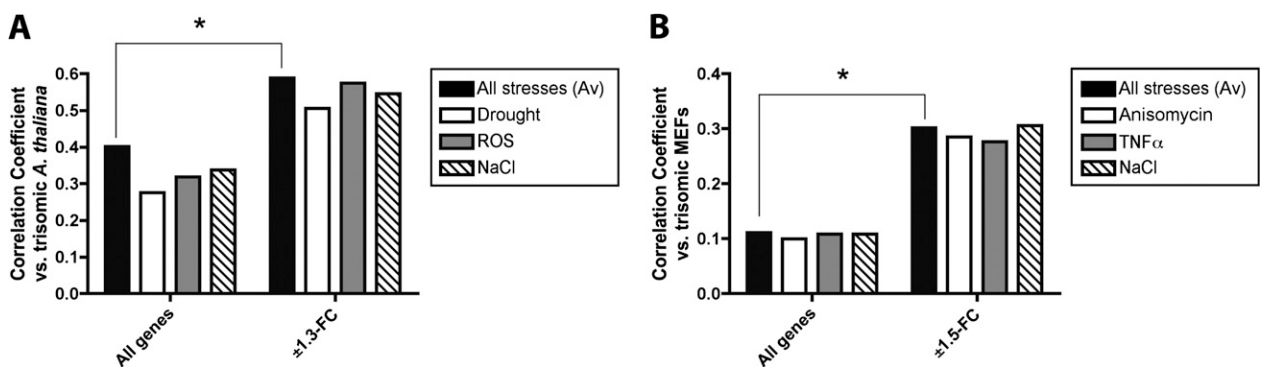 A
*
Correlation Coefficient
vs. trisomic A. thaliana
0.6
0.5
0.4
0.3
0.2
0.1
0.0
All genes
±1.3-FC
All stresses (Av)
Drought
ROS
NaCl
B
*
Correlation Coefficient
vs. trisomic MEFs
0.4
0.3
0.2
0.1
0.0
All genes
±1.5-FC
All stresses (Av)
Anisomycin
TNFα
NaCl